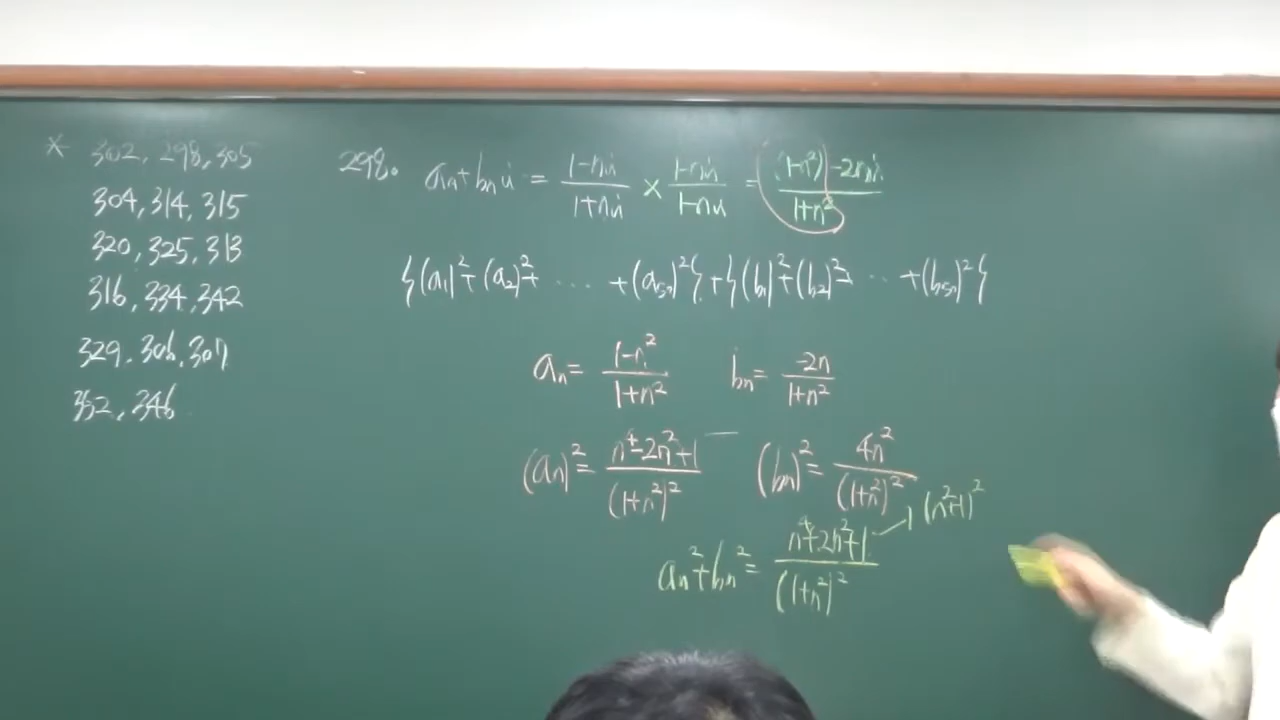 * 302, 298, 305
304, 314, 315
320, 325, 313
316, 334, 342
329, 306, 307
332, 346
298. aₙ+bₙi = (1-ni)/(1+ni) × (1-ni)/(1-ni) = ((1-n²)-2ni)/(1+n²)
{(a₁)²+(a₂)²+ ⋯ +(a₅₀)²}+{(b₁)²+(b₂)²+ ⋯ +(b₅₀)²}
aₙ= (1-n²)/(1+n²) bₙ= (-2n)/(1+n²)
(aₙ)²= (n⁴-2n²+1)/(1+n²)² (bₙ)²= 4n²/(1+n²)²
aₙ²+bₙ²= (n⁴+2n²+1)/(1+n²)² → (n²+1)²